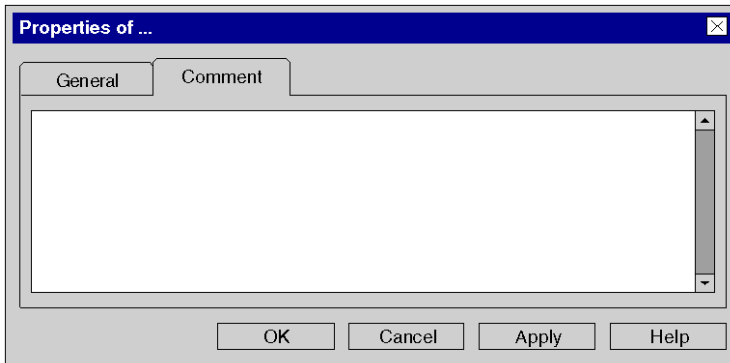 Properties of ...
General Comment
OK Cancel Apply Help